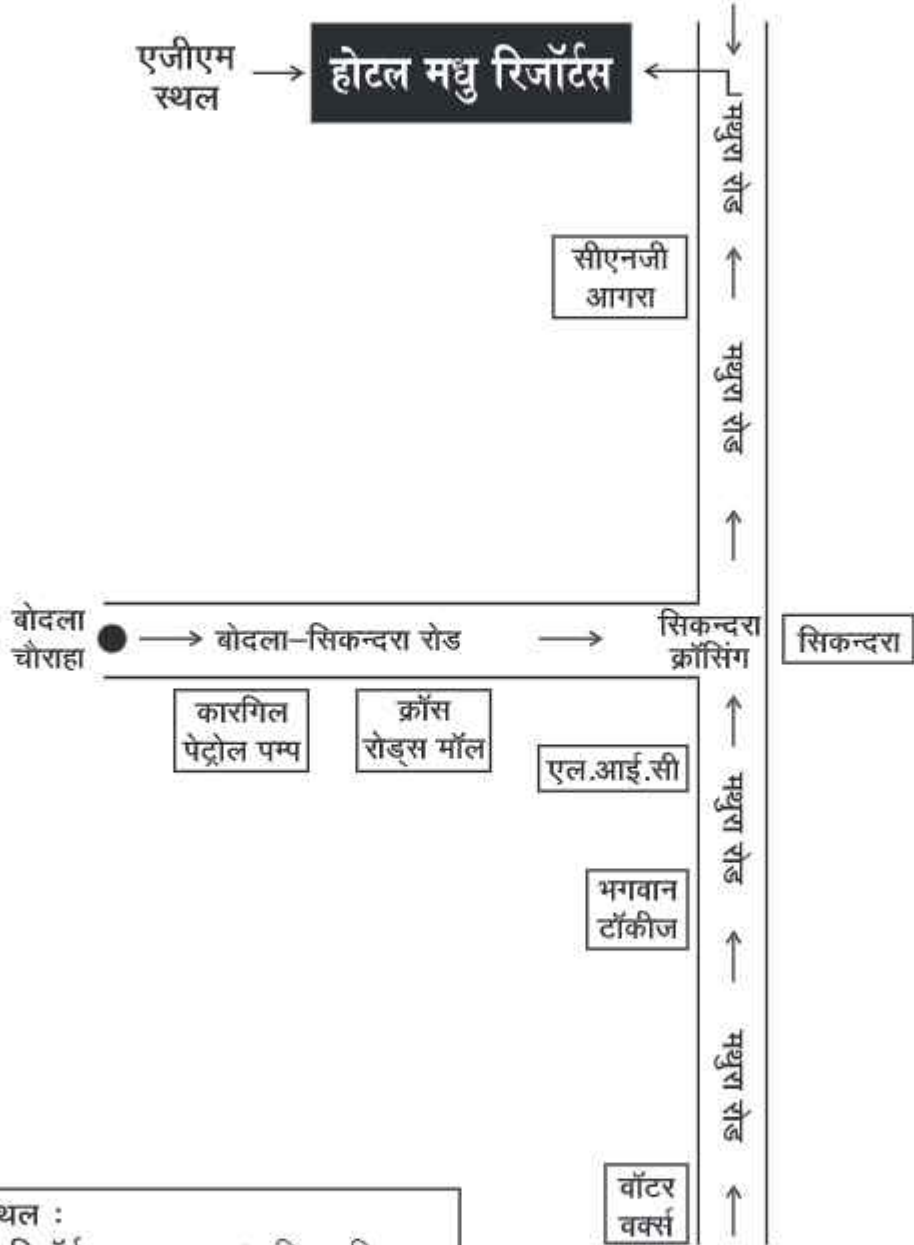 एजीएम
स्थल
होटल मधु रिजॉर्टस
मथुरा रोड
सीएनजी
आगरा
मथुरा रोड
बोदला
चौराहा
बोदला–सिकन्दरा रोड
सिकन्दरा
क्रॉसिंग
सिकन्दरा
कारगिल
पेट्रोल पम्प
क्रॉस
रोड्स मॉल
एल.आई.सी
मथुरा रोड
भगवान
टॉकीज
मथुरा रोड
वॉटर
वर्क्स
थल :